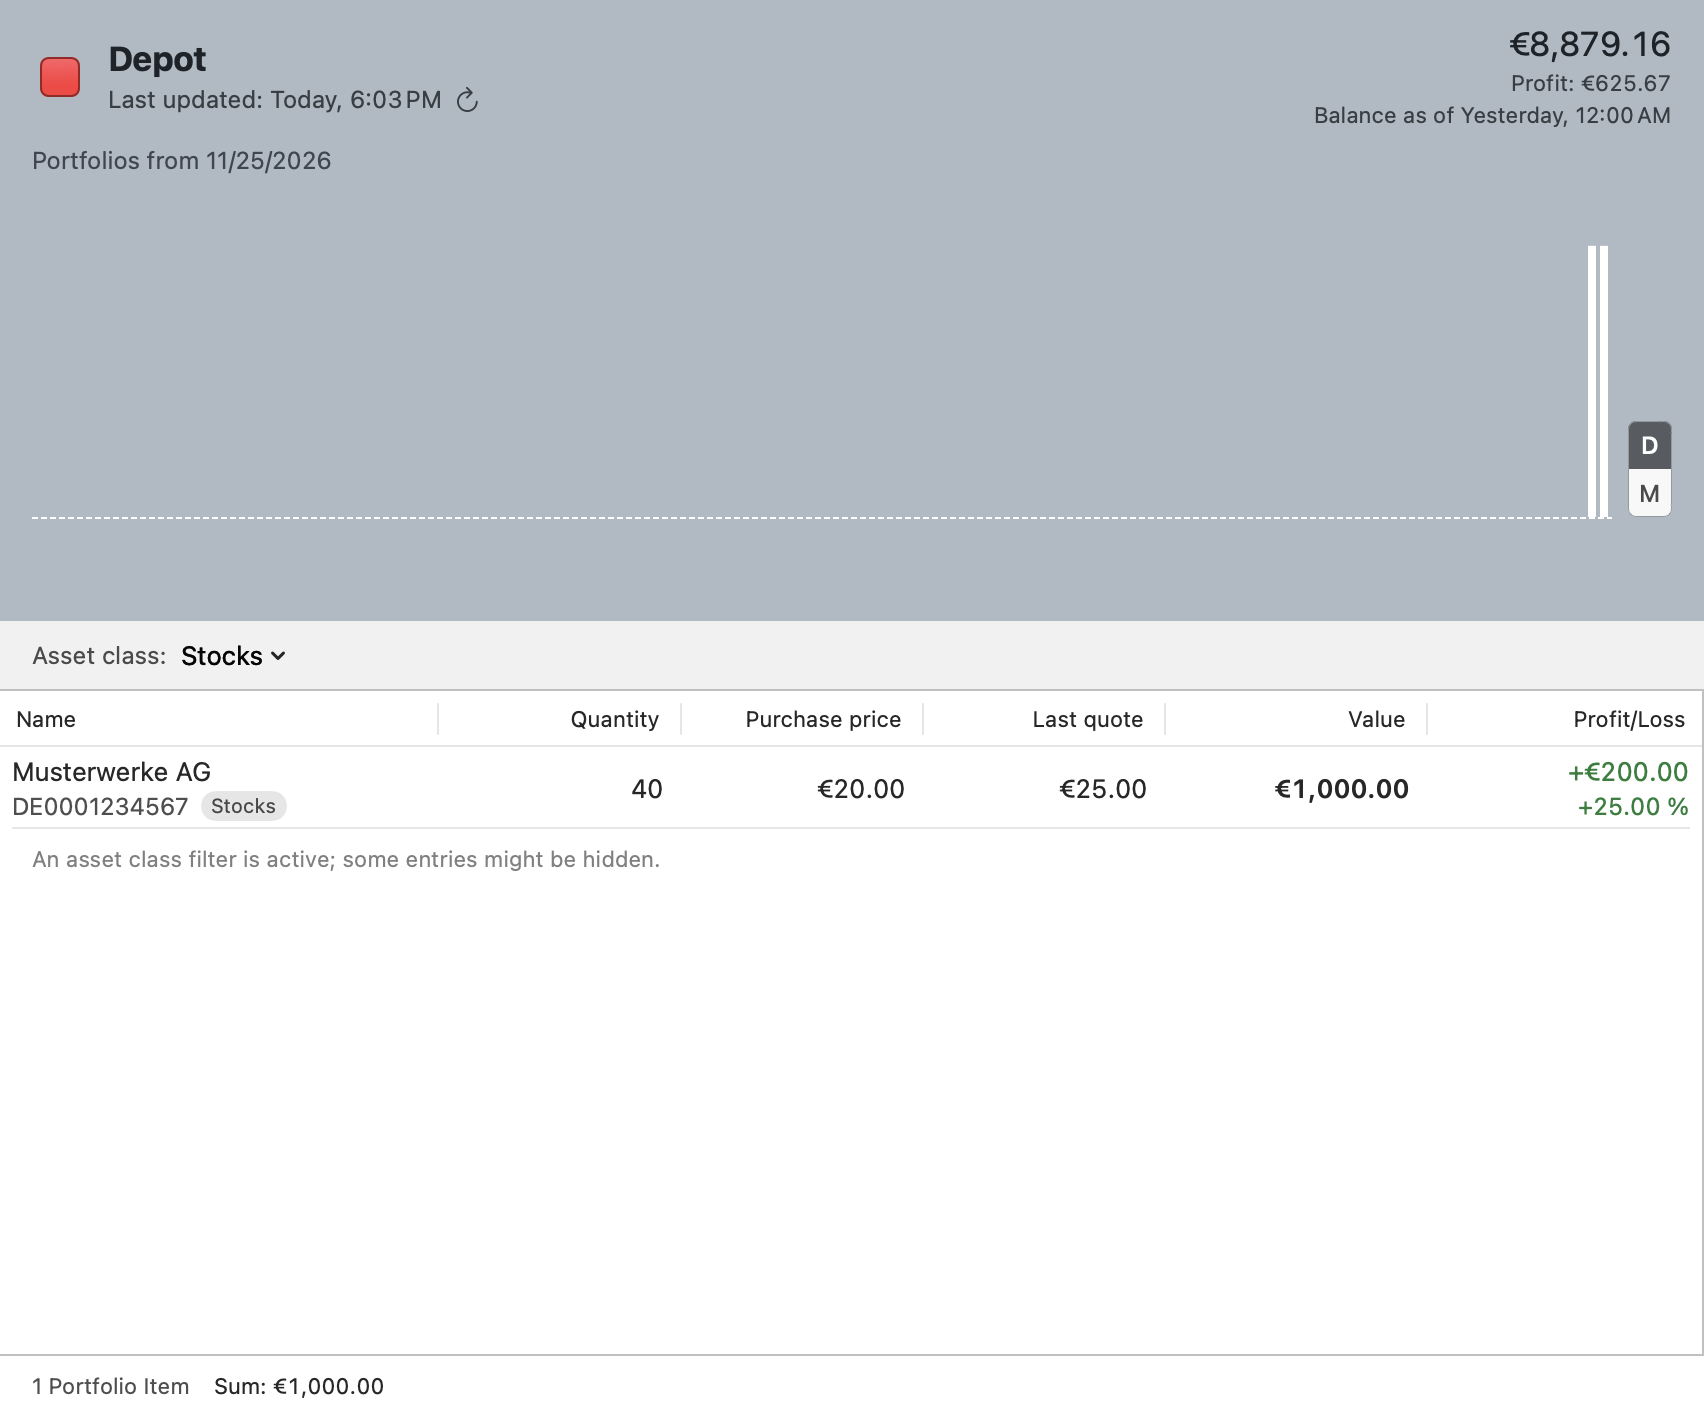 Depot
Last updated: Today, 6:03 PM
€8,879.16
Profit: €625.67
Balance as of Yesterday, 12:00 AM
Portfolios from 11/25/2026
D
M
Asset class: Stocks
Name Quantity Purchase price Last quote Value Profit/Loss
Musterwerke AG 40 €20.00 €25.00 €1,000.00 +€200.00
DE0001234567 Stocks +25.00 %
An asset class filter is active; some entries might be hidden.
1 Portfolio Item Sum: €1,000.00